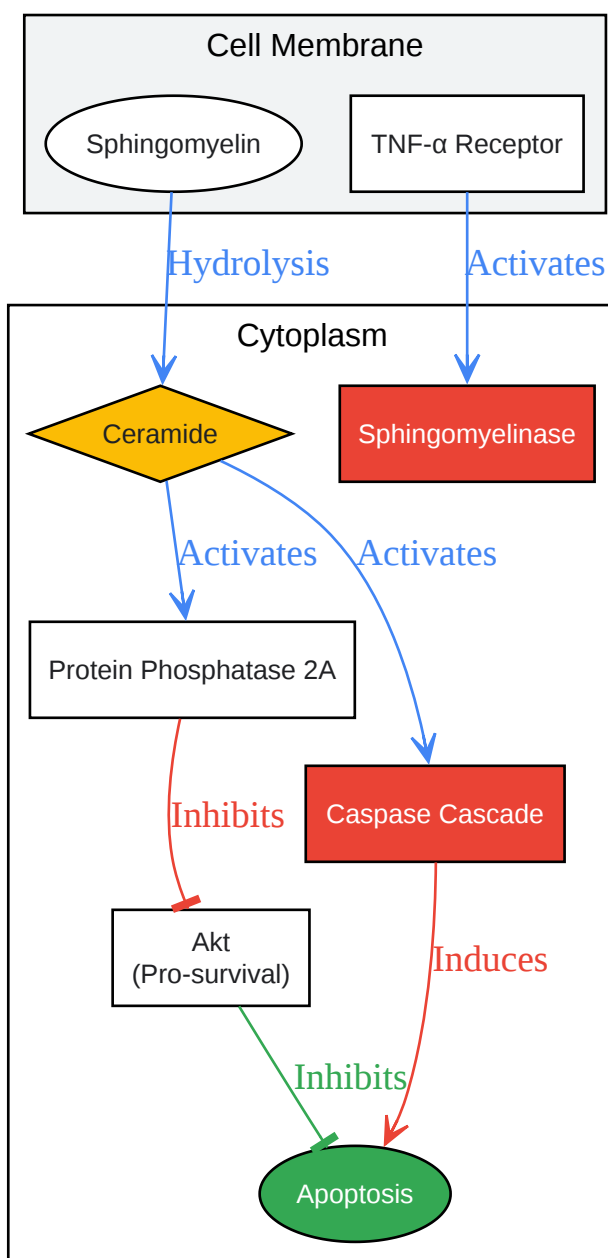 Cell Membrane
Sphingomyelin
TNF-α Receptor
Hydrolysis
Activates
Cytoplasm
Ceramide
Sphingomyelinase
Activates
Activates
Protein Phosphatase 2A
Inhibits
Caspase Cascade
Akt
(Pro-survival)
Induces
Inhibits
Apoptosis